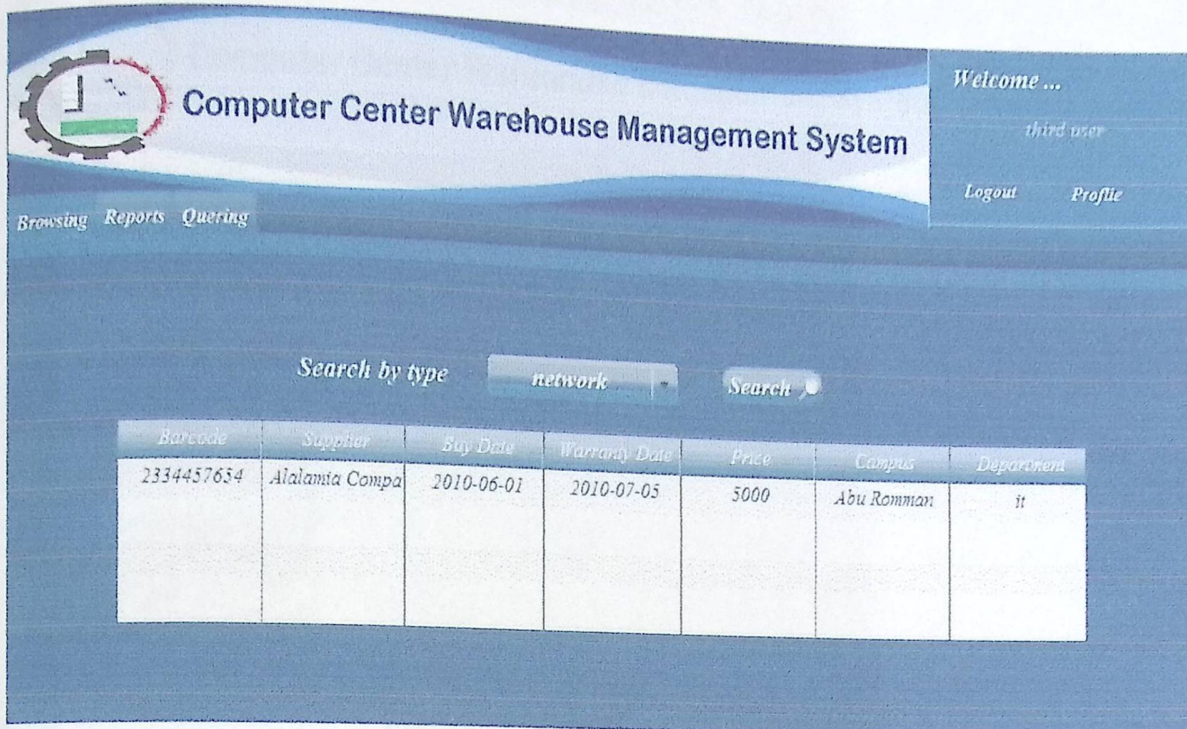 Computer Center Warehouse Management System
Welcome ...
third user
Logout Proflie
Browsing Reports Quering
Search by type network Search
Barcode Supplier Buy Date Warranty Date Price Campus Department
2334457654 Alalamia Compa 2010-06-01 2010-07-05 5000 Abu Romman it